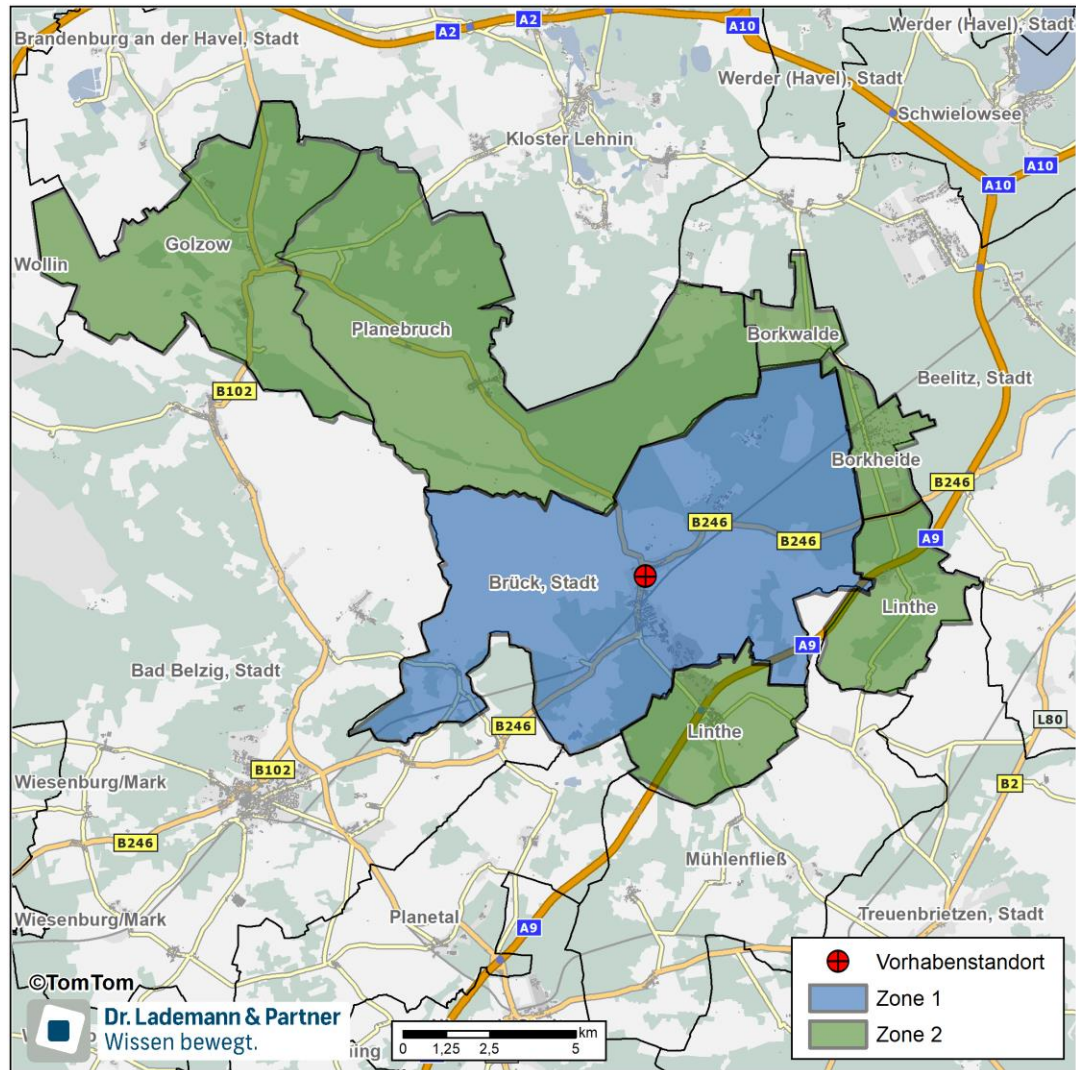 A2
A2
A10
Werder (Havel), Stadt
Brandenburg an der Havel, Stadt
Werder (Havel), Stadt
Schwielowsee
Kloster Lehnin
A10
A10
Golzow
Wollin
Planebruch
Borkwalde
Beelitz, Stadt
B102
Borkheide
B246
B246
B246
A9
Brück, Stadt
Linthe
A9
Bad Belzig, Stadt
B246
Linthe
L80
Wiesenburg/Mark
B102
B2
B246
Mühlenfließ
Wiesenburg/Mark
Planetal
A9
Treuenbrietzen, Stadt
©TomTom
Dr. Lademann & Partner
Wissen bewegt.
km
0 1,25 2,5 5
A9
Vorhabenstandort
Zone 1
Zone 2